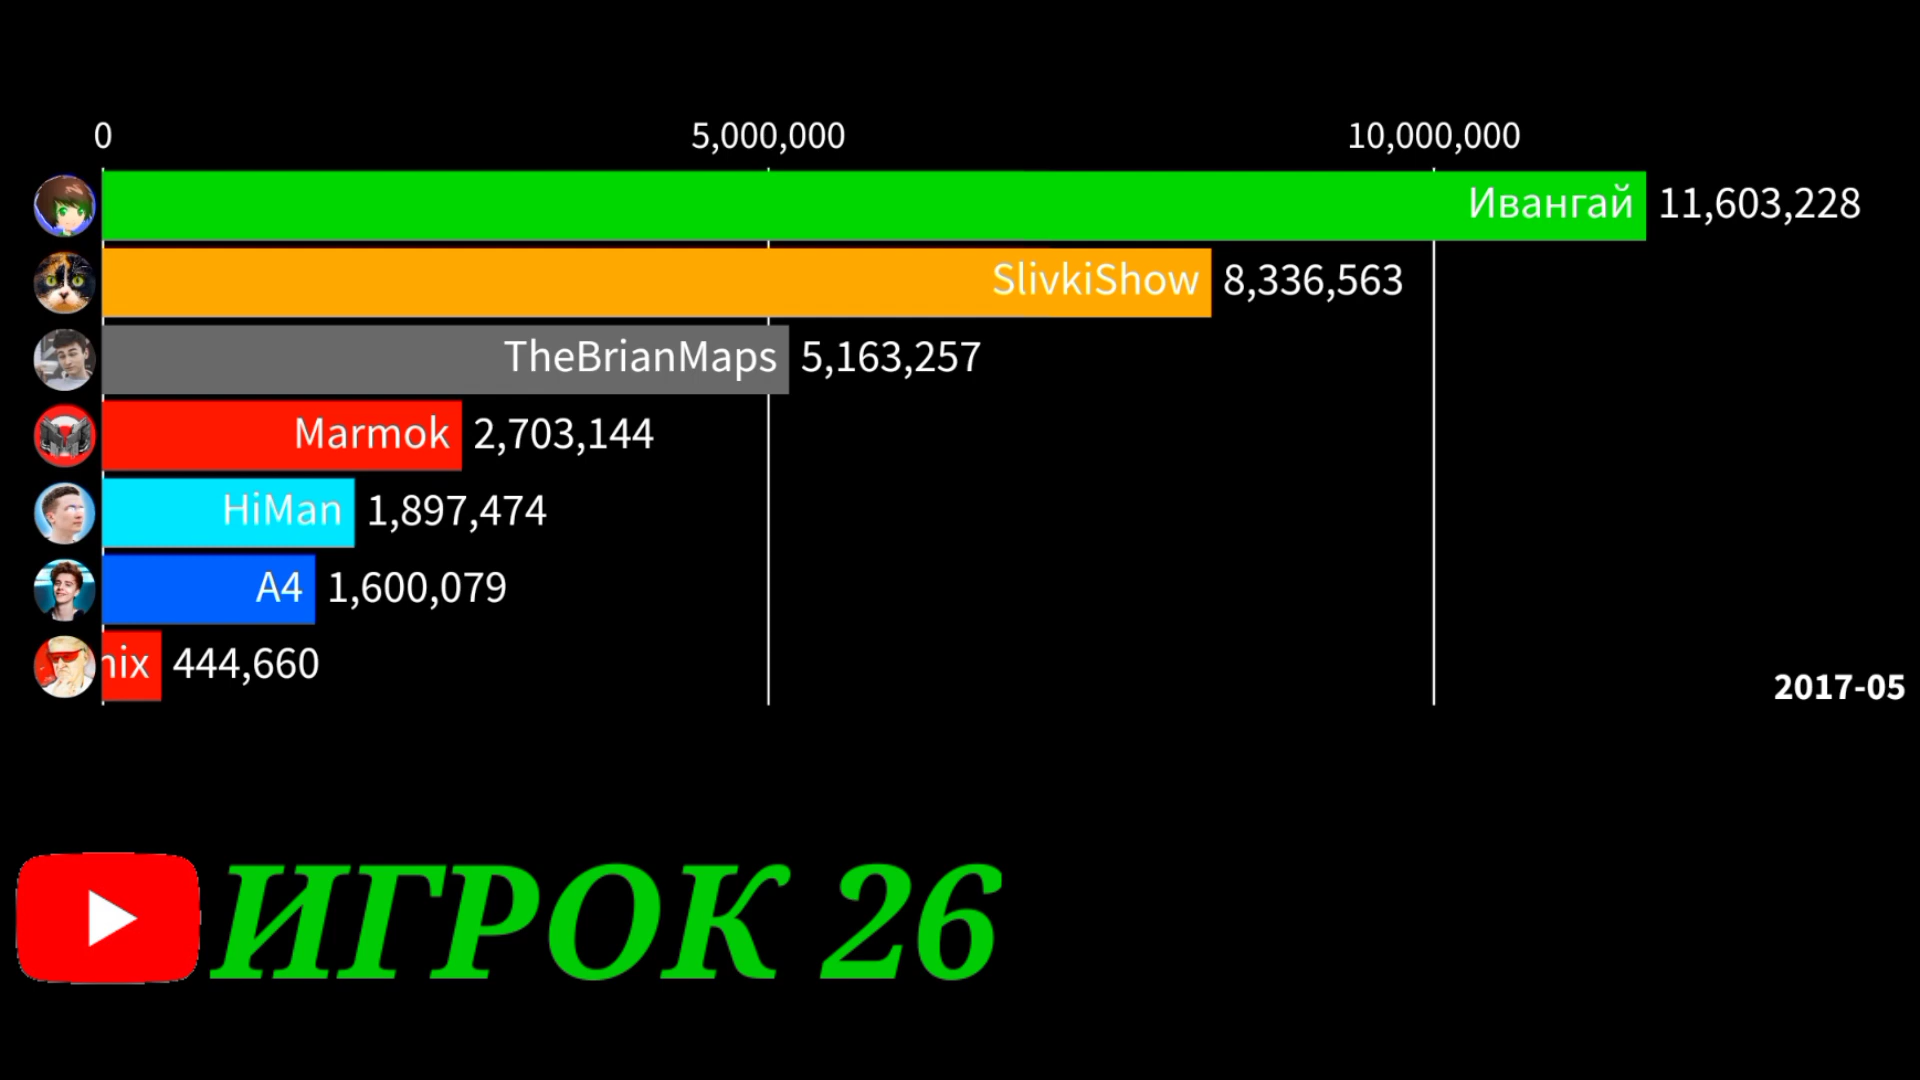 0 5,000,000 10,000,000
Ивангай 11,603,228
SlivkiShow 8,336,563
TheBrianMaps 5,163,257
Marmok 2,703,144
HiMan 1,897,474
A4 1,600,079
nix 444,660
2017-05
ИГРОК 26